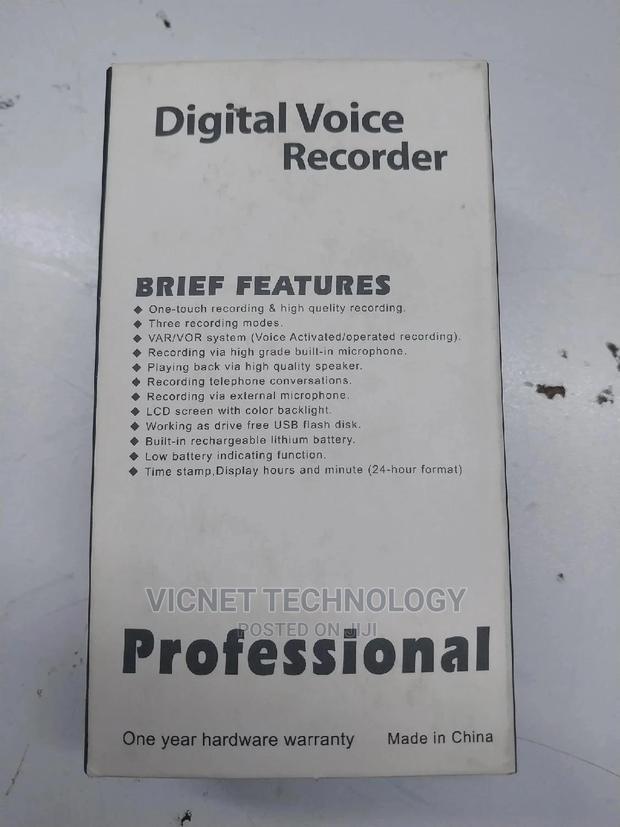 Digital Voice
Recorder
BRIEF FEATURES
◆ One-touch recording & high quelity recording.
◆ Three recording modes.
◆ VAR/VOR system (Voice Activated/operated recording).
◆ Recording via high grade built-in microphone.
◆ Playing back via high quality speaker.
◆ Recording telephone conversations.
◆ Recording via external microphone.
◆ LCD screen with color backlight.
◆ Working as drive free USB flash disk.
◆ Built-in rechargeable lithium battery.
◆ Low battery indicating function.
◆ Time stamp,Display hours and minute (24-hour format)
VICNET TECHNOLOGY
POSTED ON JIJI
Professional
One year hardware warranty Made in China